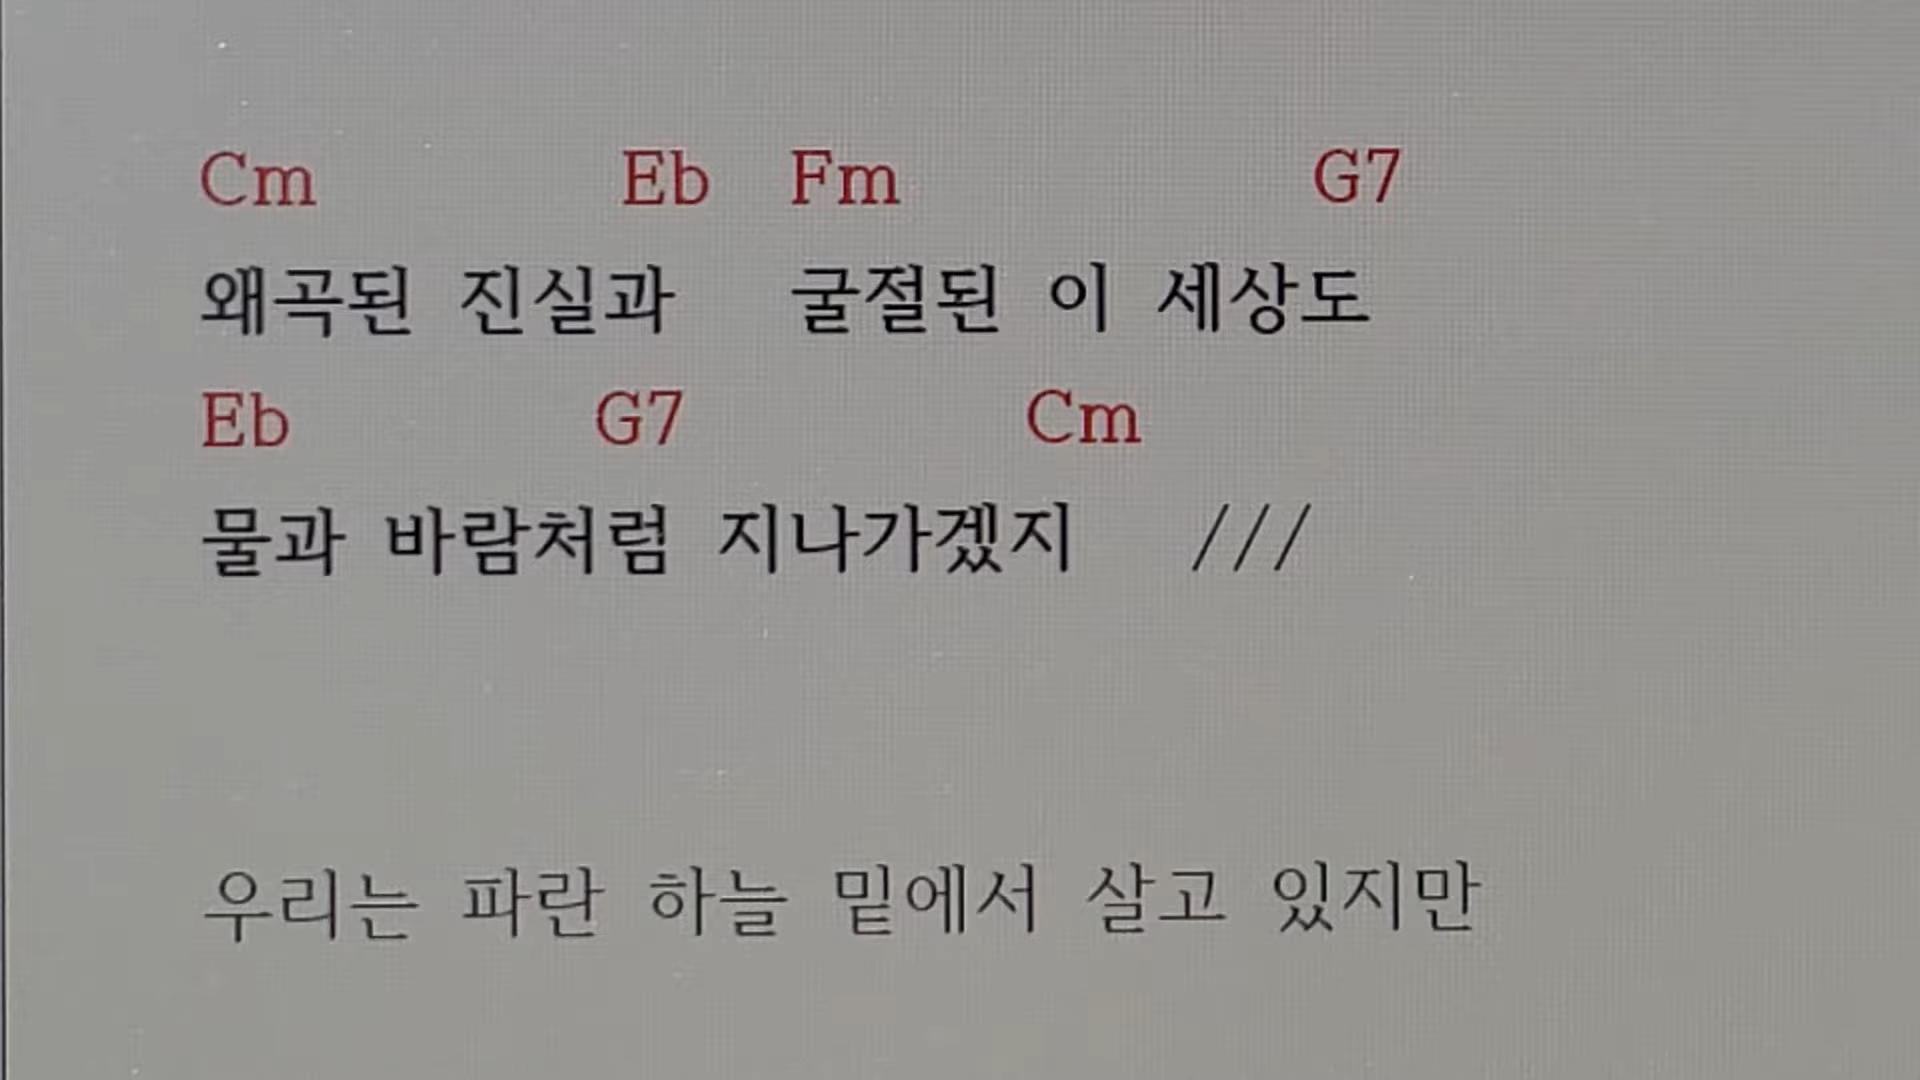 Cm Eb Fm G7
왜곡된 진실과 굴절된 이 세상도
Eb G7 Cm
물과 바람처럼 지나가겠지 ///
우리는 파란 하늘 밑에서 살고 있지만